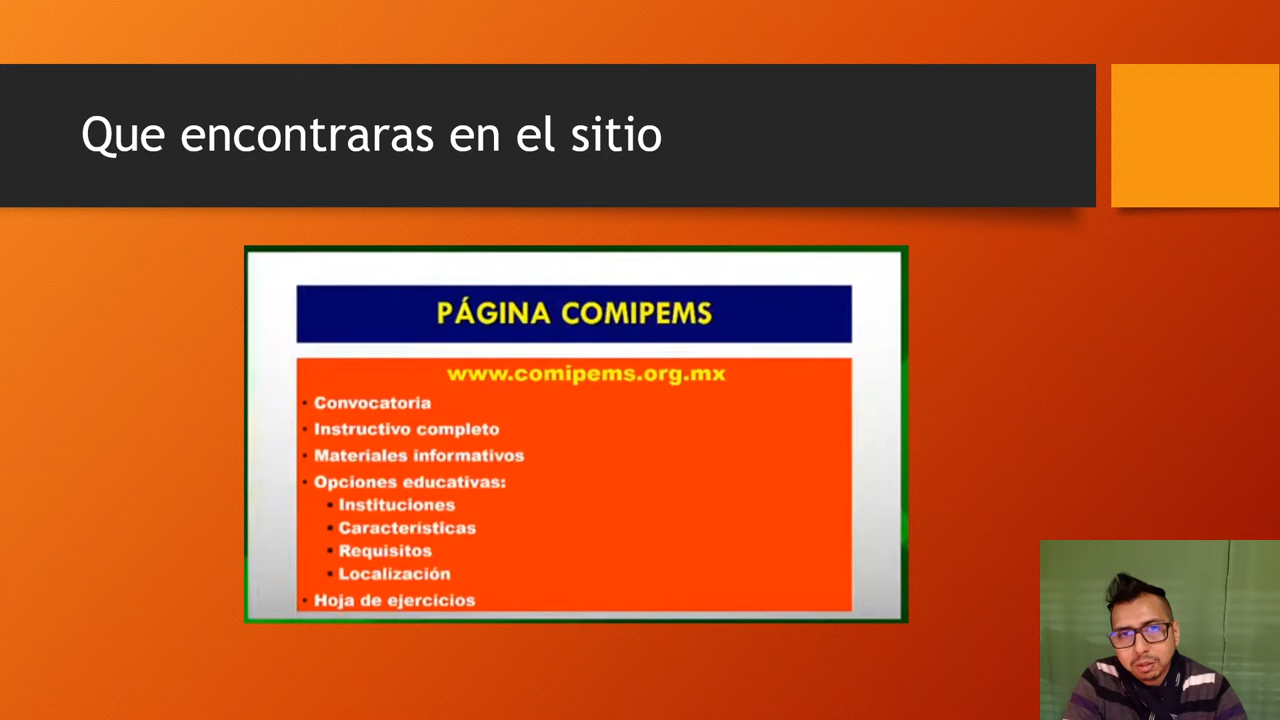 Que encontraras en el sitio
PÁGINA COMIPEMS
www.comipems.org.mx
• Convocatoria
• Instructivo completo
• Materiales informativos
• Opciones educativas:
▪ Instituciones
▪ Características
▪ Requisitos
▪ Localización
• Hoja de ejercicios